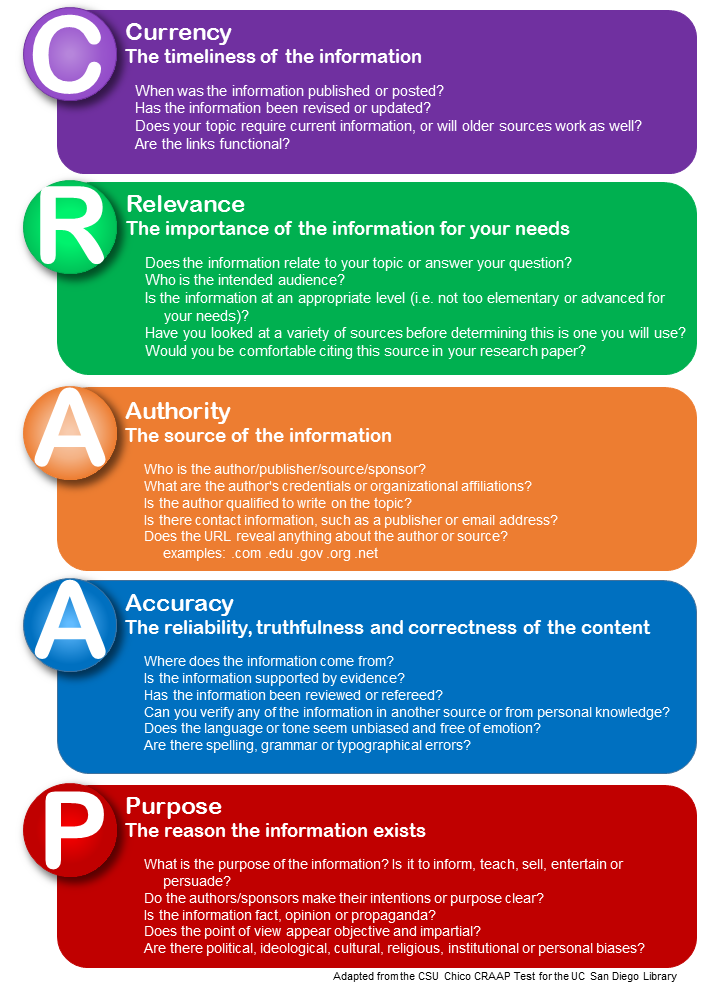 C
Currency
The timeliness of the information
When was the information published or posted?
Has the information been revised or updated?
Does your topic require current information, or will older sources work as well?
Are the links functional?
R
Relevance
The importance of the information for your needs
Does the information relate to your topic or answer your question?
Who is the intended audience?
Is the information at an appropriate level (i.e. not too elementary or advanced for
your needs)?
Have you looked at a variety of sources before determining this is one you will use?
Would you be comfortable citing this source in your research paper?
A
Authority
The source of the information
Who is the author/publisher/source/sponsor?
What are the author's credentials or organizational affiliations?
Is the author qualified to write on the topic?
Is there contact information, such as a publisher or email address?
Does the URL reveal anything about the author or source?
examples: .com .edu .gov .org .net
A
Accuracy
The reliability, truthfulness and correctness of the content
Where does the information come from?
Is the information supported by evidence?
Has the information been reviewed or refereed?
Can you verify any of the information in another source or from personal knowledge?
Does the language or tone seem unbiased and free of emotion?
Are there spelling, grammar or typographical errors?
P
Purpose
The reason the information exists
What is the purpose of the information? Is it to inform, teach, sell, entertain or
persuade?
Do the authors/sponsors make their intentions or purpose clear?
Is the information fact, opinion or propaganda?
Does the point of view appear objective and impartial?
Are there political, ideological, cultural, religious, institutional or personal biases?
Adapted from the CSU Chico CRAAP Test for the UC San Diego Library